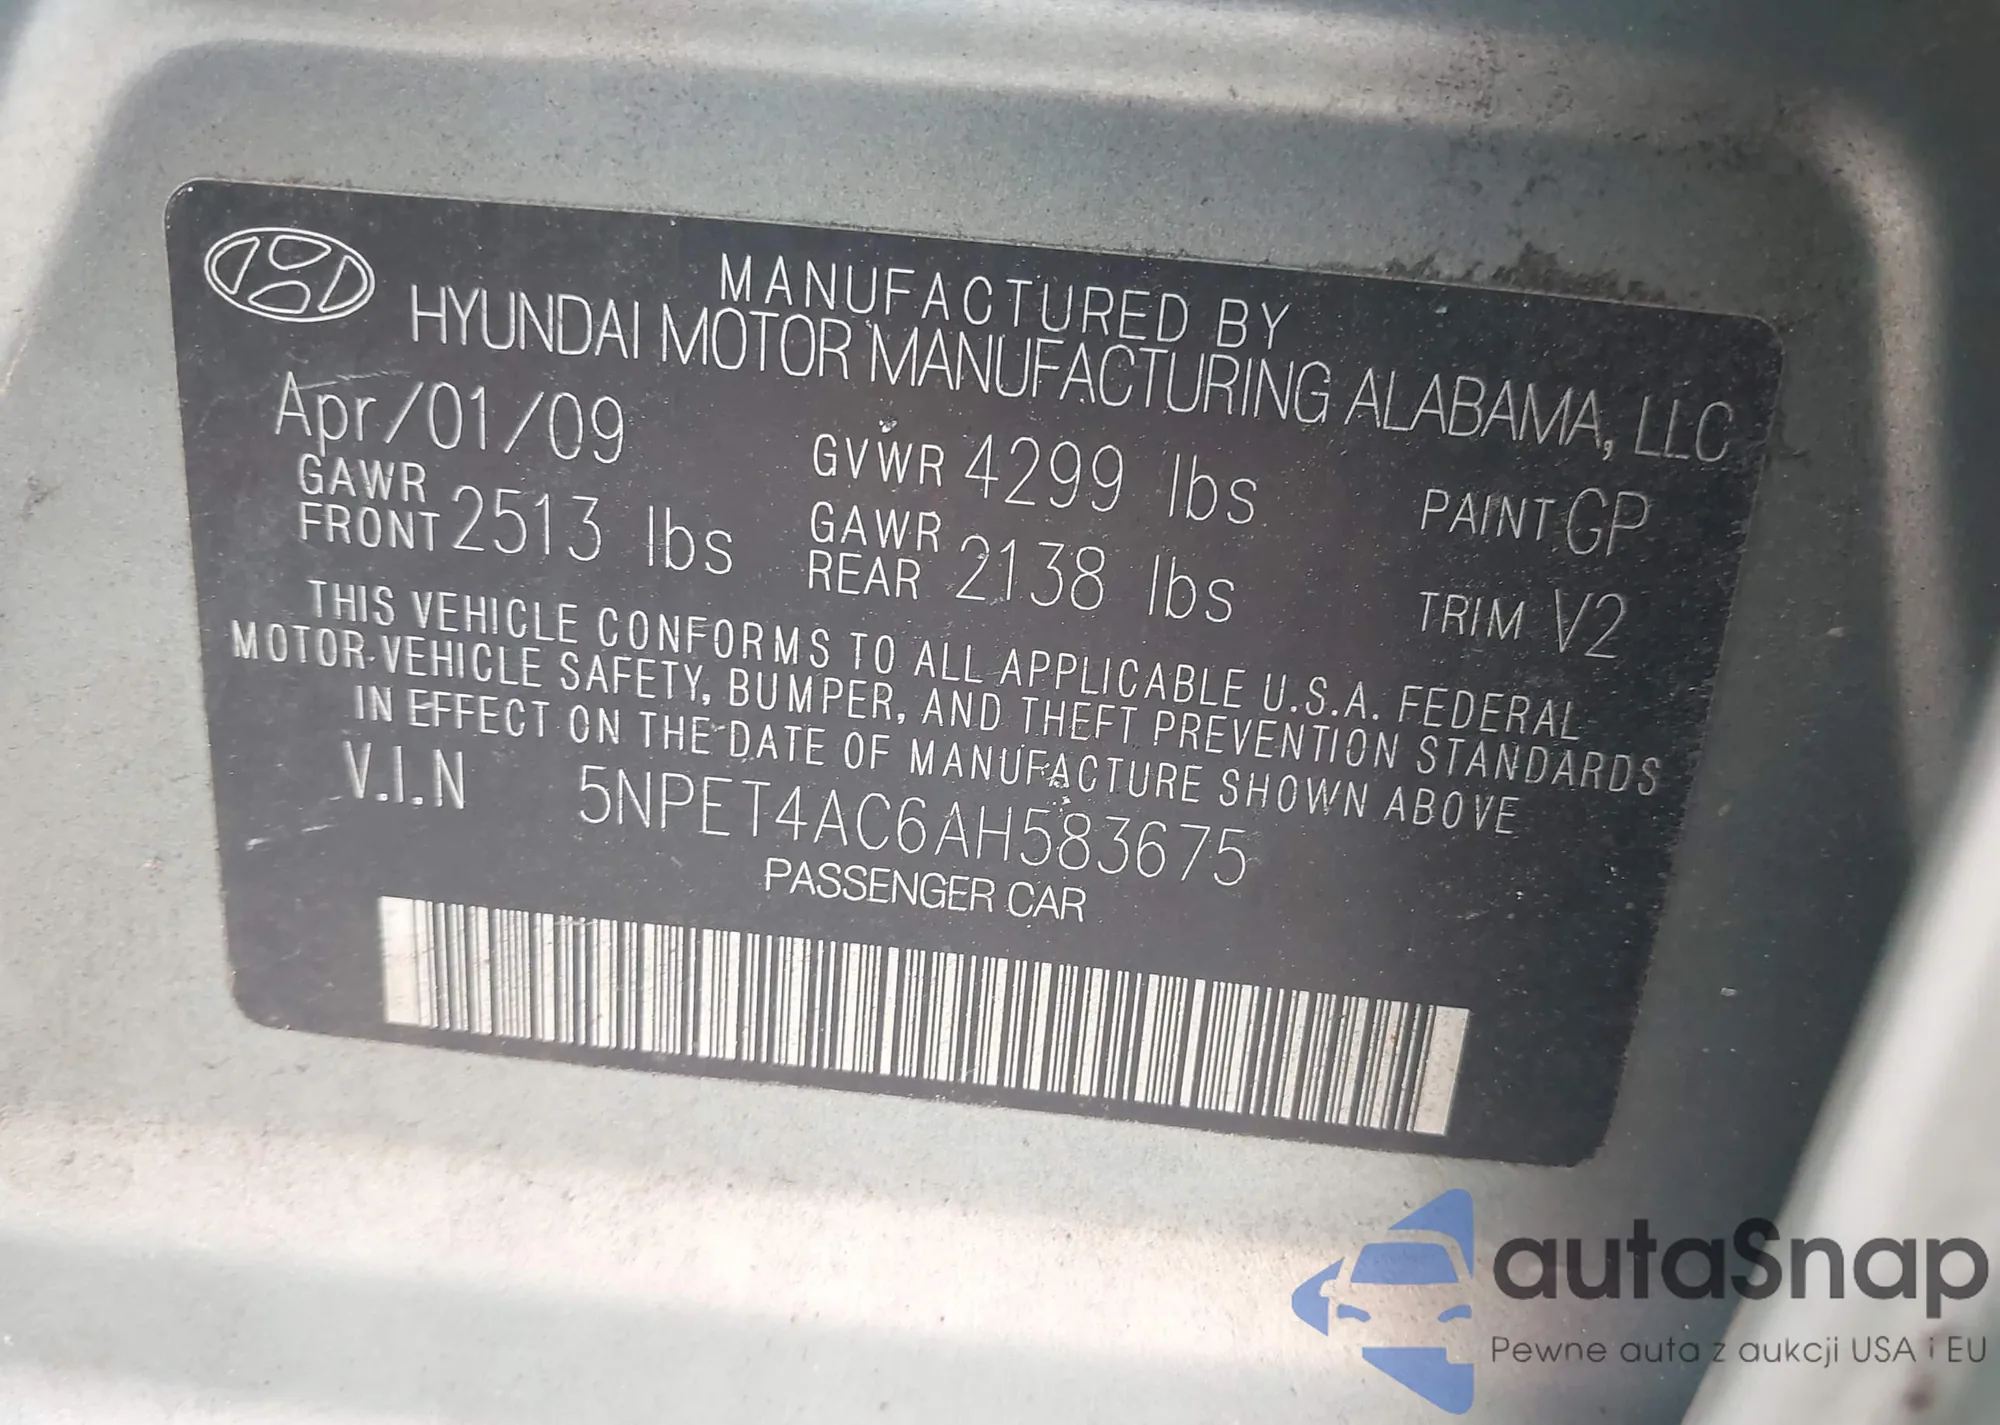 MANUFACTURED BY
HYUNDAI MOTOR MANUFACTURING ALABAMA, LLC
Apr/01/09 GVWR 4299 lbs PAINT GP
GAWR FRONT 2513 lbs GAWR REAR 2138 lbs TRIM V2
THIS VEHICLE CONFORMS TO ALL APPLICABLE U.S.A. FEDERAL
MOTOR VEHICLE SAFETY, BUMPER, AND THEFT PREVENTION STANDARDS
IN EFFECT ON THE DATE OF MANUFACTURE SHOWN ABOVE
V.I.N 5NPET4AC6AH583675
PASSENGER CAR
autaSnap
Pewne auta z aukcji USA i EU